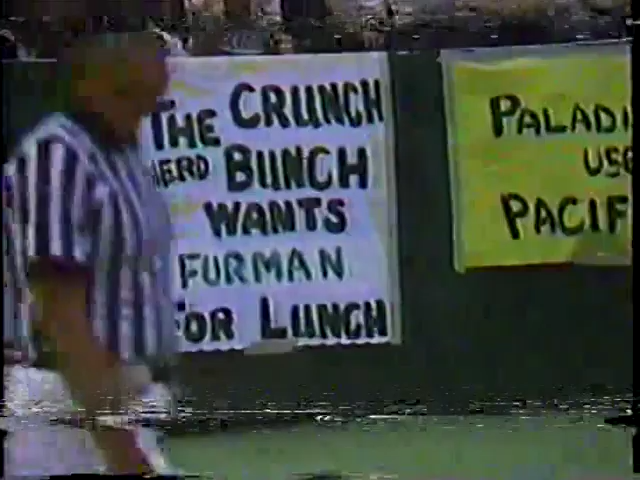 THE CRUNCH
HERD BUNCH
WANTS
FURMAN
FOR LUNCH
PALADI
USE
PACIF